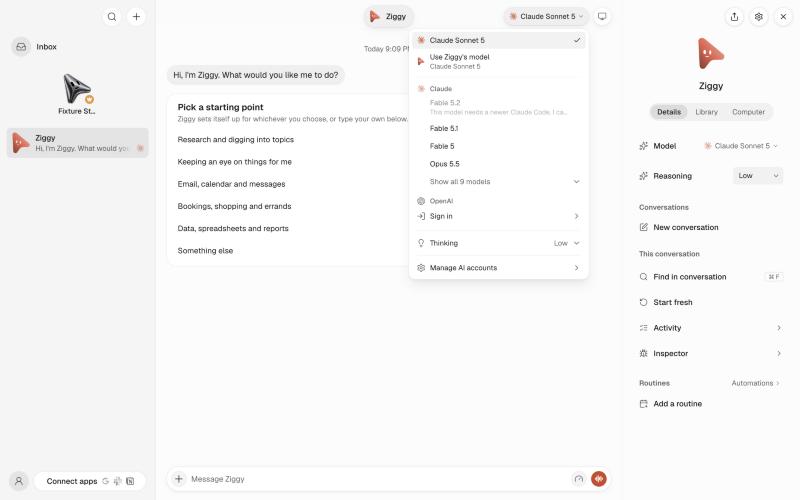 Inbox
Fixture St...
Ziggy
Hi, I'm Ziggy. What would you
Connect apps
Ziggy
Claude Sonnet 5
Today 9:09 PM
Hi, I'm Ziggy. What would you like me to do?
Pick a starting point
Ziggy sets itself up for whichever you choose, or type your own below.
Research and digging into topics
Keeping an eye on things for me
Email, calendar and messages
Bookings, shopping and errands
Data, spreadsheets and reports
Something else
Claude Sonnet 5
Use Ziggy's model
Claude Sonnet 5
Claude
Fable 5.2
This model needs a newer Claude Code. I ca...
Fable 5.1
Fable 5
Opus 5.5
Show all 9 models
OpenAI
Sign in
Thinking Low
Manage AI accounts
Message Ziggy
Ziggy
Details Library Computer
Model Claude Sonnet 5
Reasoning Low
Conversations
New conversation
This conversation
Find in conversation ⌘ F
Start fresh
Activity
Inspector
Routines Automations
Add a routine